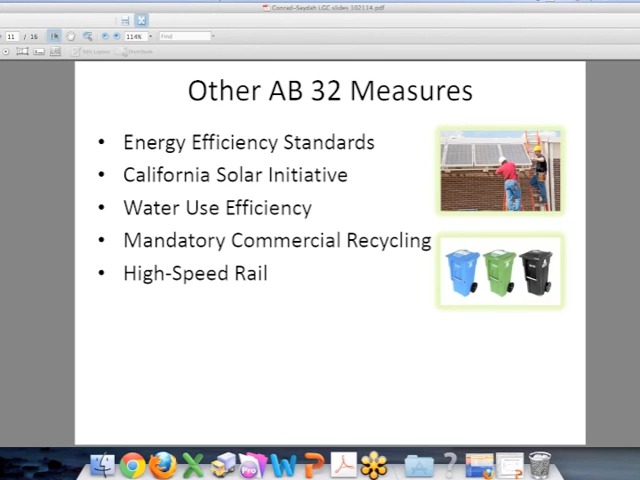 Conrad-Saydah LGC slides 102114.pdf
11 / 16
114%
Find
Other AB 32 Measures
• Energy Efficiency Standards
• California Solar Initiative
• Water Use Efficiency
• Mandatory Commercial Recycling
• High-Speed Rail